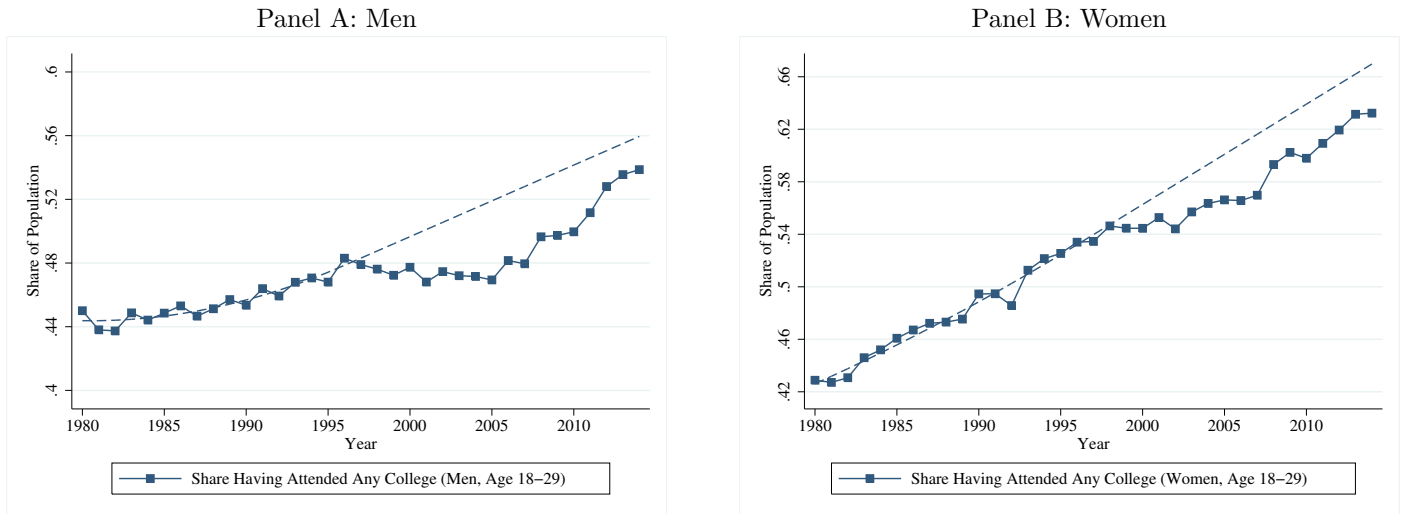 Panel A: Men
.6
.56
.52
.48
.44
.4
Share of Population
1980 1985 1990 1995 2000 2005 2010
Year
Share Having Attended Any College (Men, Age 18−29)
Panel B: Women
.66
.62
.58
.54
.5
.46
.42
Share of Population
1980 1985 1990 1995 2000 2005 2010
Year
Share Having Attended Any College (Women, Age 18−29)